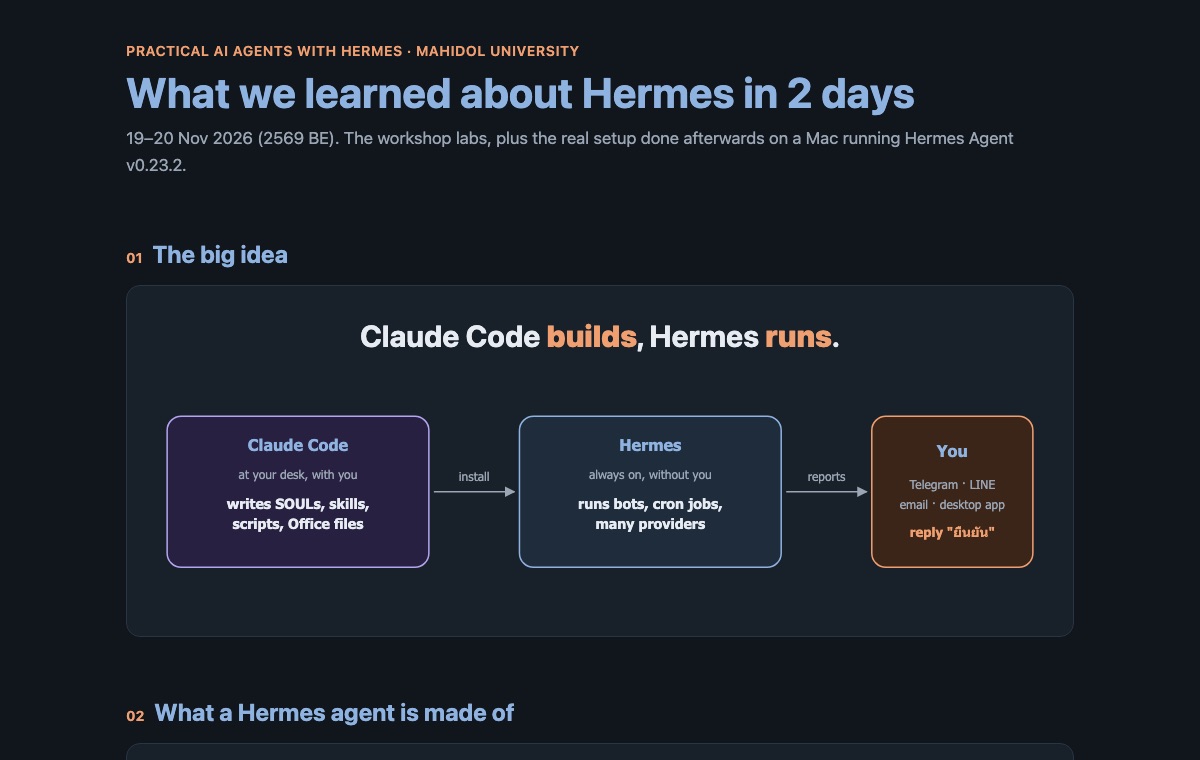 PRACTICAL AI AGENTS WITH HERMES · MAHIDOL UNIVERSITY
What we learned about Hermes in 2 days
19–20 Nov 2026 (2569 BE). The workshop labs, plus the real setup done afterwards on a Mac running Hermes Agent
v0.23.2.
01 The big idea
Claude Code builds, Hermes runs.
Claude Code
at your desk, with you
writes SOULs, skills,
scripts, Office files
install
Hermes
always on, without you
runs bots, cron jobs,
many providers
reports
You
Telegram · LINE
email · desktop app
reply "ยืนยัน"
02 What a Hermes agent is made of